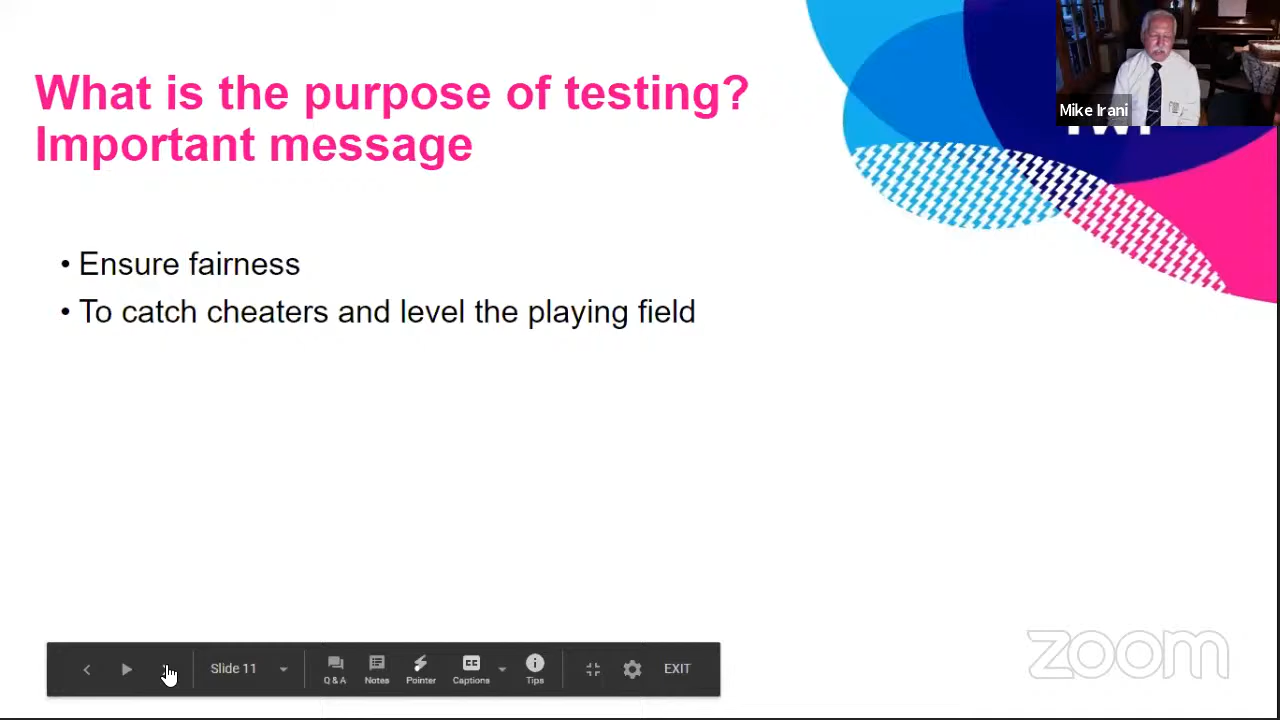 What is the purpose of testing?
Important message
Mike Irani
• Ensure fairness
• To catch cheaters and level the playing field
Slide 11
Q & A
Notes
Pointer
CC
Captions
Tips
EXIT
zoom